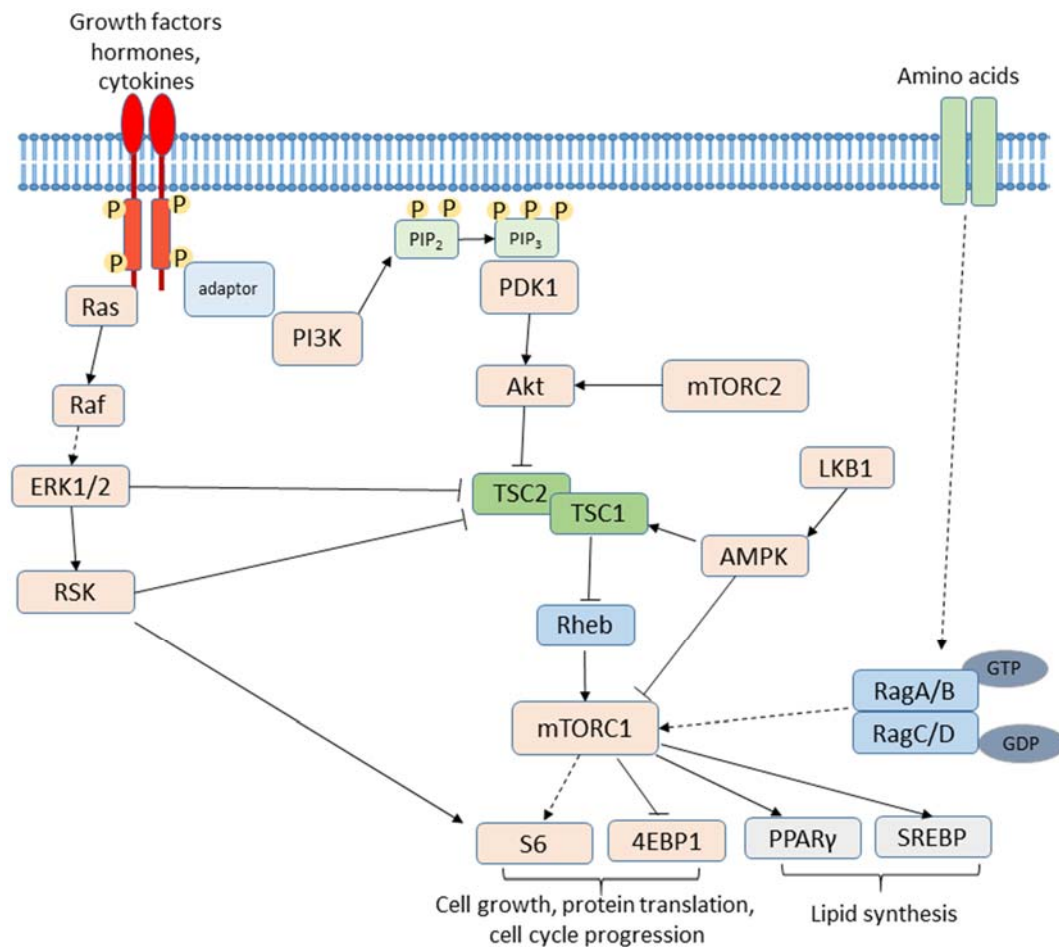 Growth factors
hormones,
cytokines
Amino acids
P
P
P
P
P
P
P
P
P
PIP₂
PIP₃
adaptor
PDK1
Ras
PI3K
Raf
Akt
mTORC2
ERK1/2
TSC2
LKB1
TSC1
AMPK
RSK
Rheb
GTP
RagA/B
mTORC1
RagC/D
GDP
S6
4EBP1
PPARγ
SREBP
Cell growth, protein translation,
cell cycle progression
Lipid synthesis